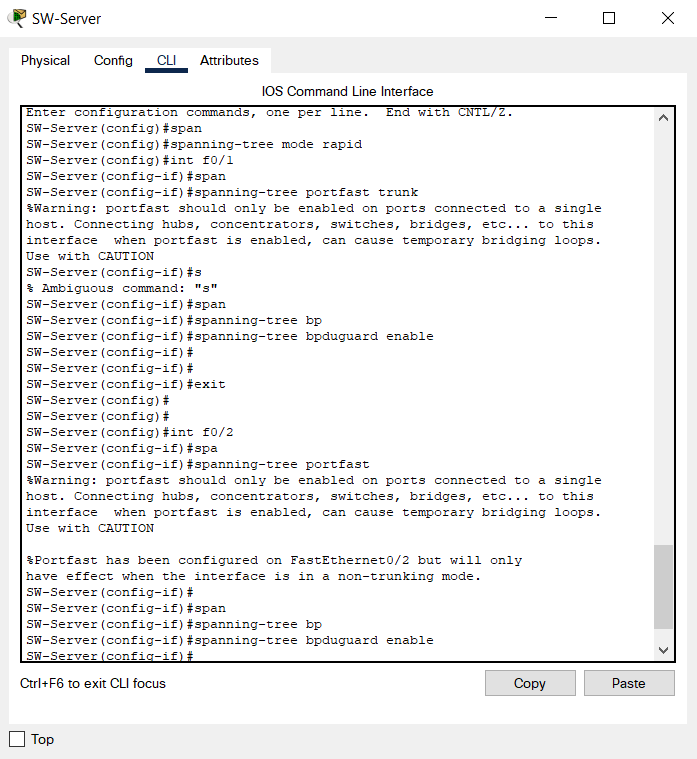 SW-Server
Physical Config CLI Attributes
IOS Command Line Interface
Enter configuration commands, one per line.  End with CNTL/Z.
SW-Server(config)#span
SW-Server(config)#spanning-tree mode rapid
SW-Server(config)#int f0/1
SW-Server(config-if)#span
SW-Server(config-if)#spanning-tree portfast trunk
%Warning: portfast should only be enabled on ports connected to a single
host. Connecting hubs, concentrators, switches, bridges, etc... to this
interface  when portfast is enabled, can cause temporary bridging loops.
Use with CAUTION
SW-Server(config-if)#s
% Ambiguous command: "s"
SW-Server(config-if)#span
SW-Server(config-if)#spanning-tree bp
SW-Server(config-if)#spanning-tree bpduguard enable
SW-Server(config-if)#
SW-Server(config-if)#
SW-Server(config-if)#exit
SW-Server(config)#
SW-Server(config)#
SW-Server(config)#int f0/2
SW-Server(config-if)#spa
SW-Server(config-if)#spanning-tree portfast
%Warning: portfast should only be enabled on ports connected to a single
host. Connecting hubs, concentrators, switches, bridges, etc... to this
interface  when portfast is enabled, can cause temporary bridging loops.
Use with CAUTION
%Portfast has been configured on FastEthernet0/2 but will only
have effect when the interface is in a non-trunking mode.
SW-Server(config-if)#
SW-Server(config-if)#span
SW-Server(config-if)#spanning-tree bp
SW-Server(config-if)#spanning-tree bpduguard enable
SW-Server(config-if)#
Ctrl+F6 to exit CLI focus
Copy Paste
Top